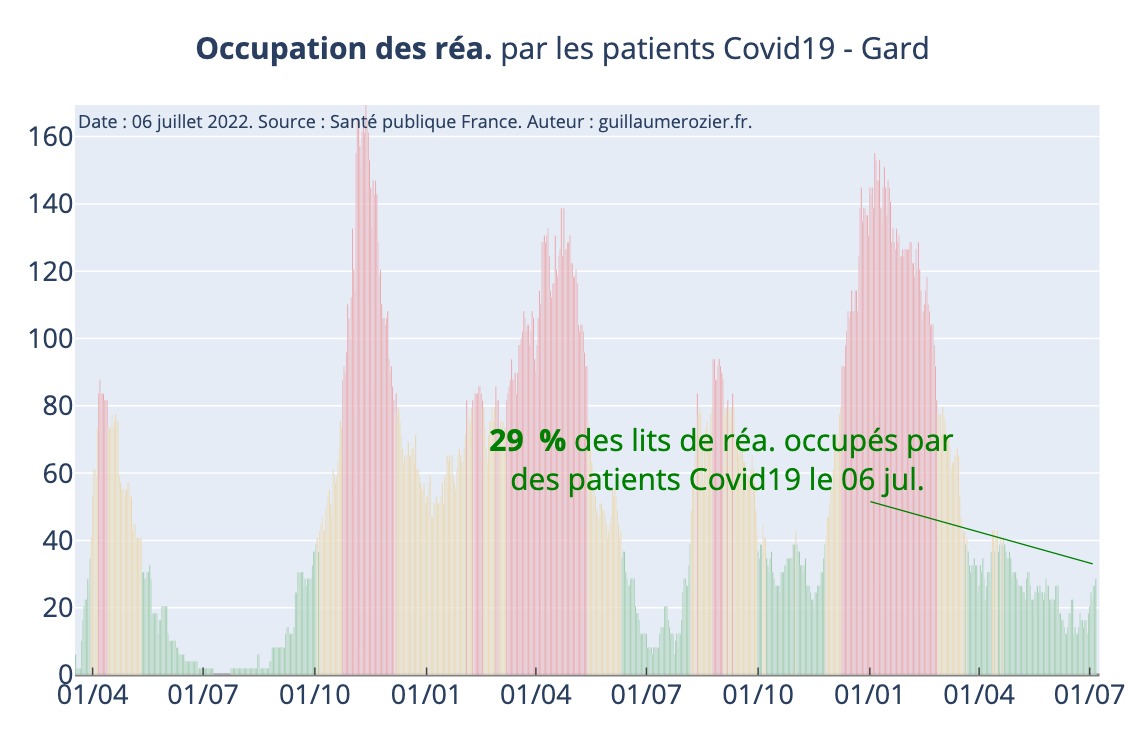 Occupation des réa. par les patients Covid19 - Gard
Date : 06 juillet 2022. Source : Santé publique France. Auteur : guillaumerozier.fr.
160
140
120
100
80
60
40
20
0
29 % des lits de réa. occupés par
des patients Covid19 le 06 jul.
01/04 01/07 01/10 01/01 01/04 01/07 01/10 01/01 01/04 01/07